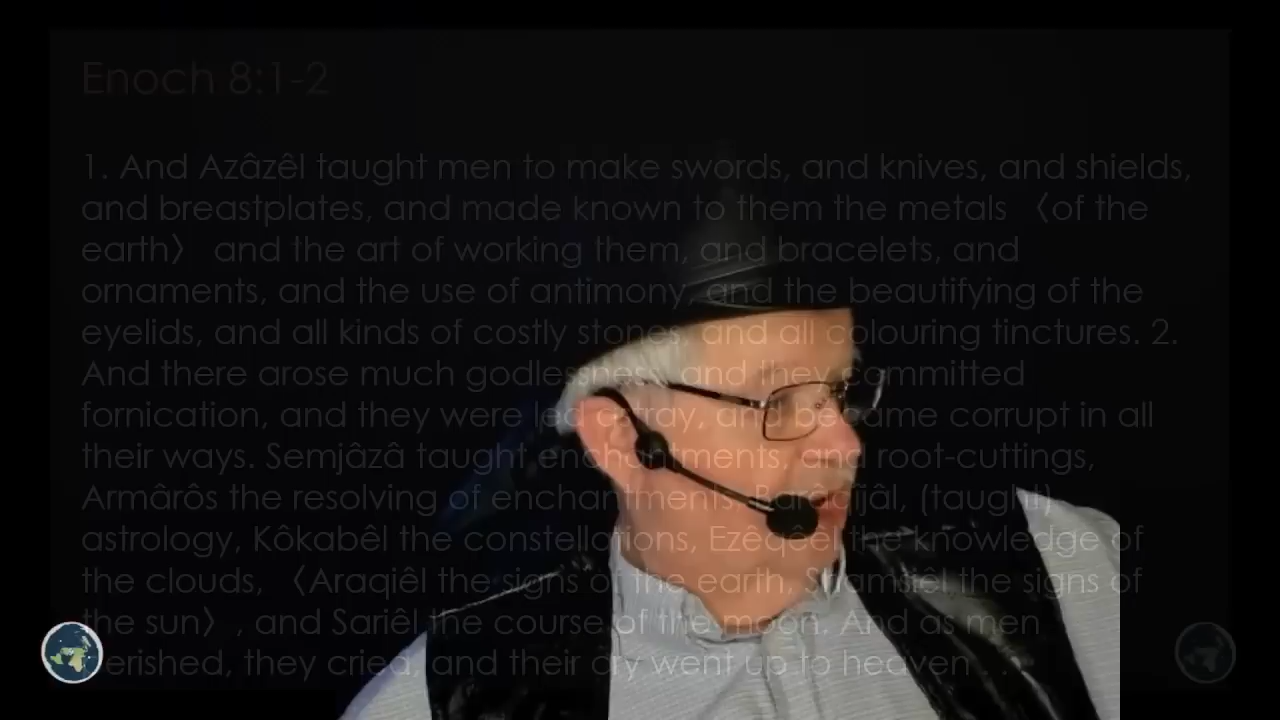 Enoch 8:1-2
1. And Azâzêl taught men to make swords, and knives, and shields,
and breastplates, and made known to them the metals 〈of the
earth〉 and the art of working them, and bracelets, and
ornaments, and the use of antimony, and the beautifying of the
eyelids, and all kinds of costly stones, and all colouring tinctures. 2.
And there arose much godlessness, and they committed
fornication, and they were led astray, and became corrupt in all
their ways. Semjâzâ taught enchantments, root-cuttings,
Armârôs the resolving of enchantments, (taught)
astrology, Kôkabêl the constellations, Ezêqêêl the knowledge of
the clouds, 〈Araqiêl the signs of the earth, Shamsiêl the signs of
the sun〉, and Sariêl the course of the moon. And as men
perished, they cried, and their cry went up to heaven